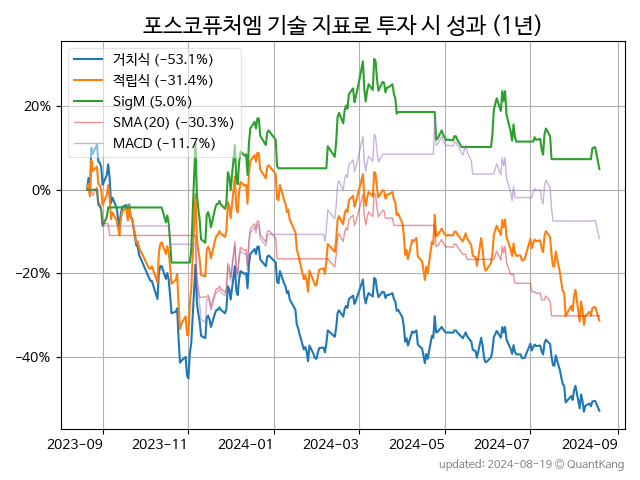 포스코퓨처엠 기술 지표로 투자 시 성과 (1년)
거치식 (−53.1%)
적립식 (−31.4%)
SigM (5.0%)
SMA(20) (−30.3%)
MACD (−11.7%)
20%
0%
−20%
−40%
2023−09 2023−11 2024−01 2024−03 2024−05 2024−07 2024−09
updated: 2024-08-19 © QuantKang